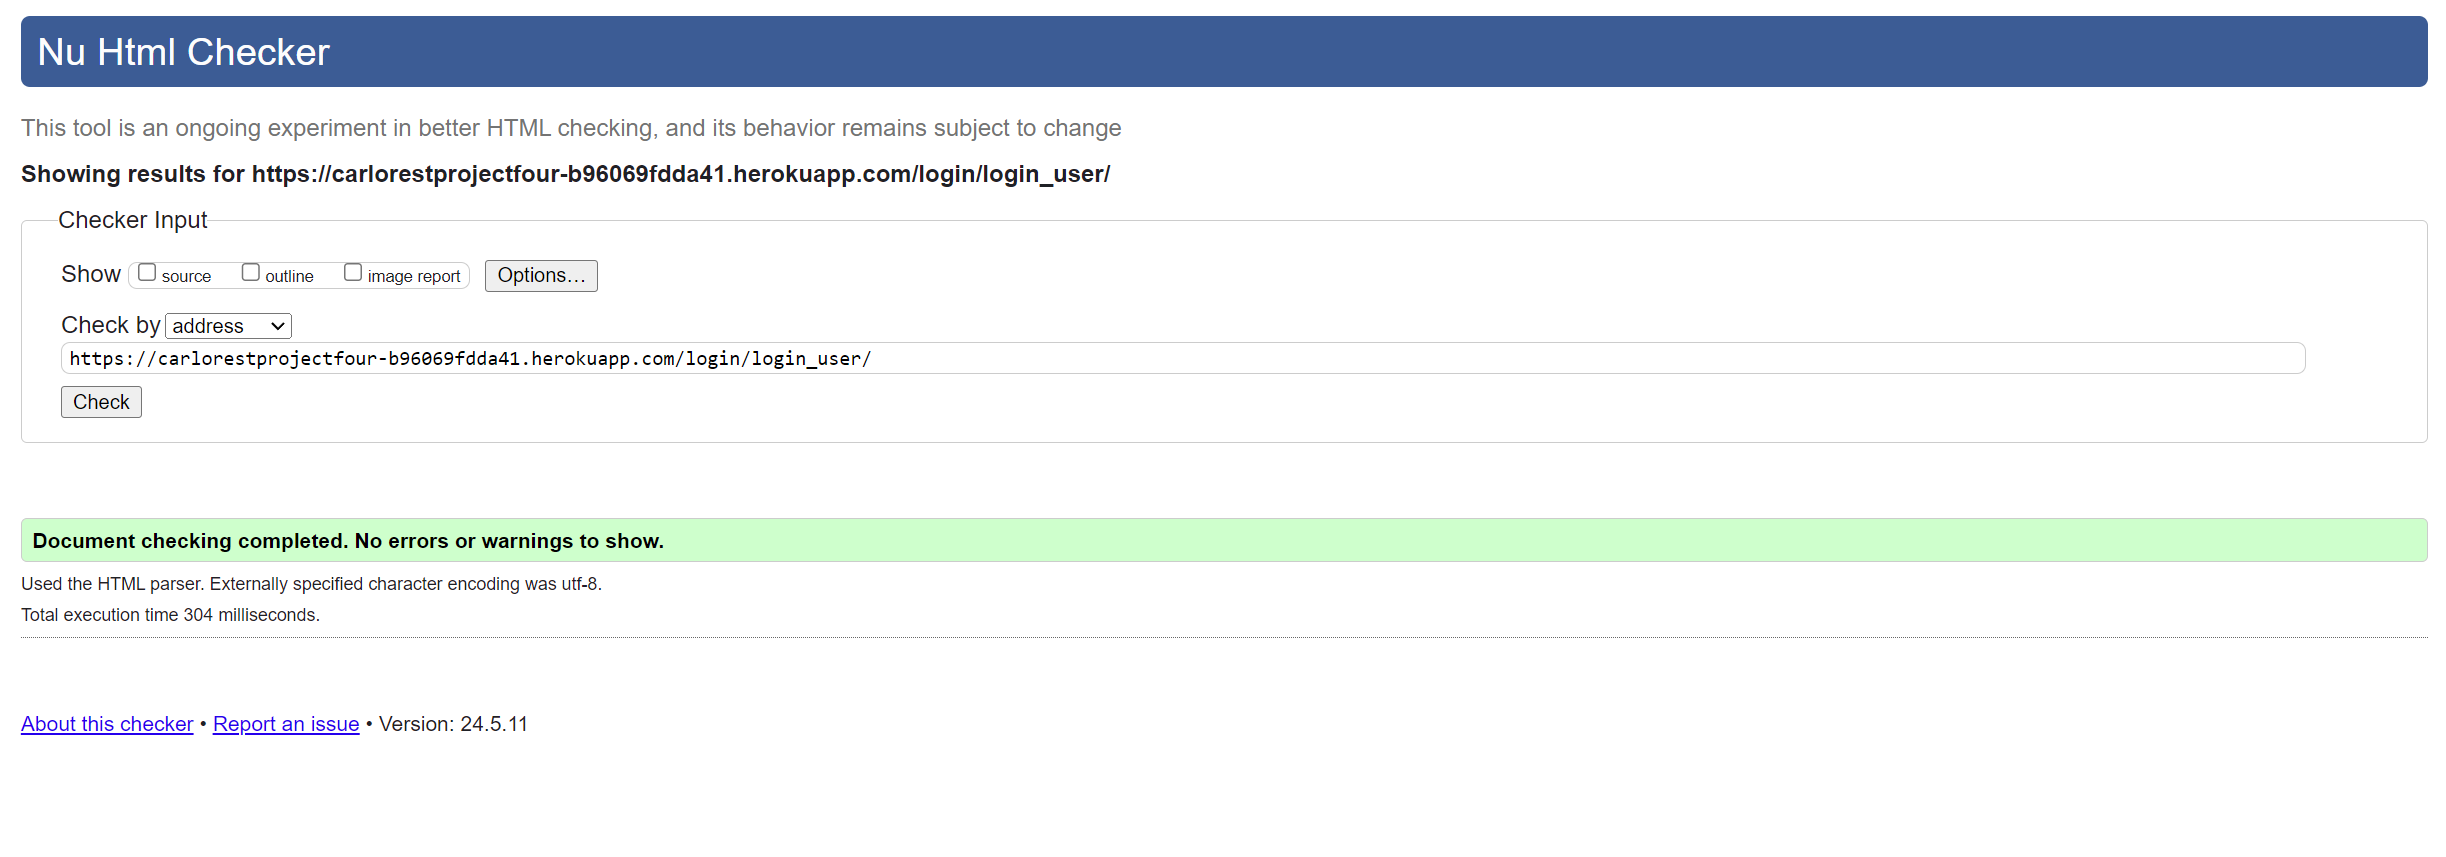 Nu Html Checker
This tool is an ongoing experiment in better HTML checking, and its behavior remains subject to change
Showing results for https://carlorestprojectfour-b96069fdda41.herokuapp.com/login/login_user/
Checker Input
Show source outline image report Options...
Check by address
https://carlorestprojectfour-b96069fdda41.herokuapp.com/login/login_user/
Check
Document checking completed. No errors or warnings to show.
Used the HTML parser. Externally specified character encoding was utf-8.
Total execution time 304 milliseconds.
About this checker • Report an issue • Version: 24.5.11